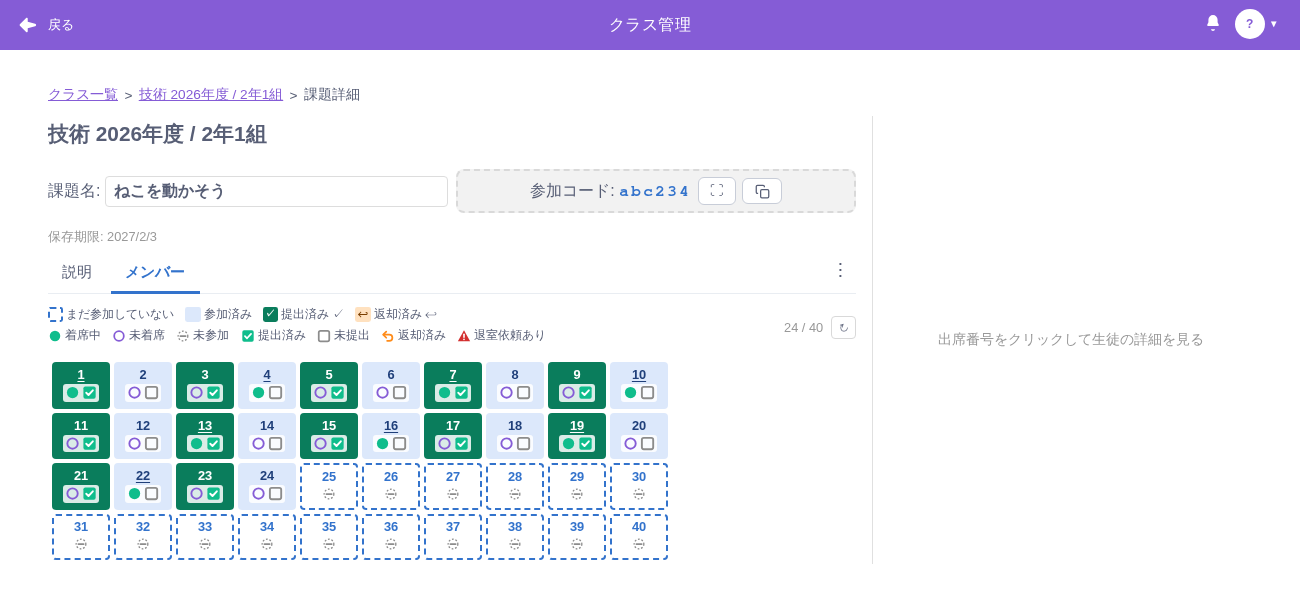 戻る
クラス管理
?
クラス一覧 > 技術 2026年度 / 2年1組 > 課題詳細
技術 2026年度 / 2年1組
課題名: ねこを動かそう
参加コード: abc234
保存期限: 2027/2/3
説明 メンバー
まだ参加していない 参加済み 提出済み ✓ 返却済み ↩
着席中 未着席 未参加 提出済み 未提出 返却済み 退室依頼あり
24 / 40
出席番号をクリックして生徒の詳細を見る
1 2 3 4 5 6 7 8 9 10
11 12 13 14 15 16 17 18 19 20
21 22 23 24 25 26 27 28 29 30
31 32 33 34 35 36 37 38 39 40